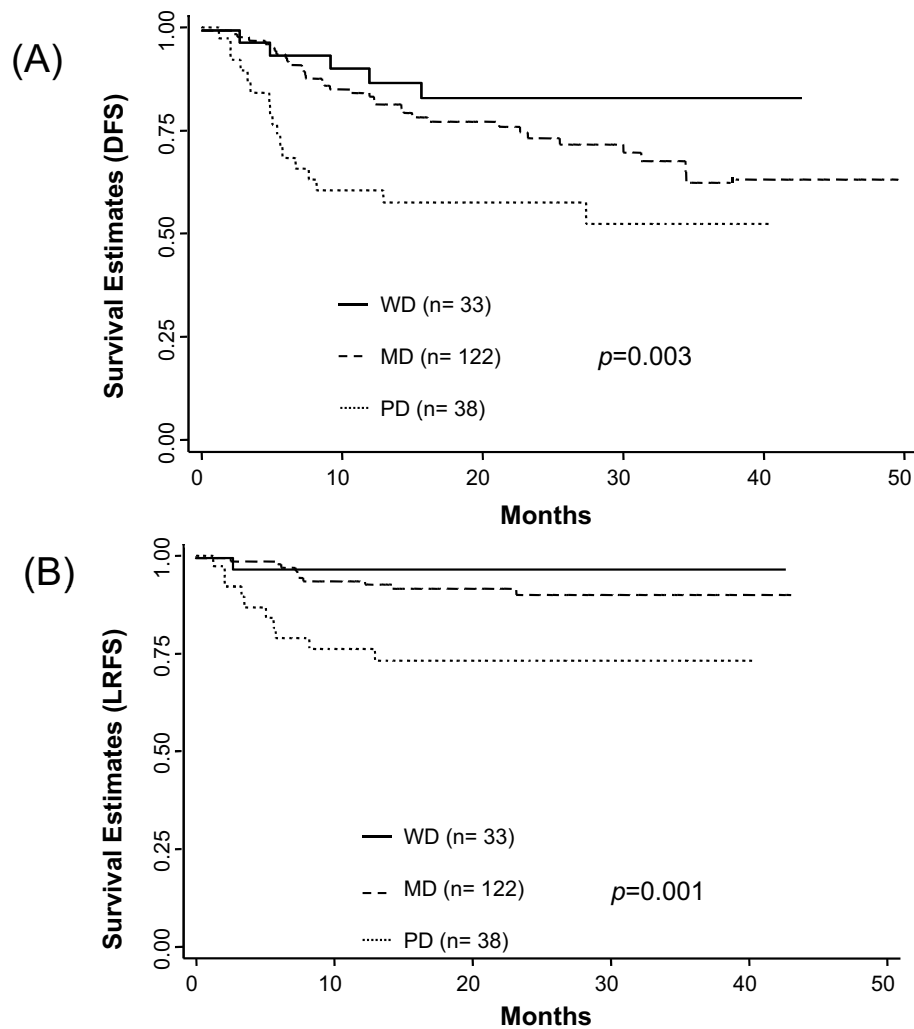 (A)
Survival Estimates (DFS)
1.00
0.75
0.50
0.25
0.00
WD (n= 33)
MD (n= 122)
p=0.003
PD (n= 38)
0 10 20 30 40 50
Months
(B)
Survival Estimates (LRFS)
1.00
0.75
0.50
0.25
0.00
WD (n= 33)
MD (n= 122)
p=0.001
PD (n= 38)
0 10 20 30 40 50
Months